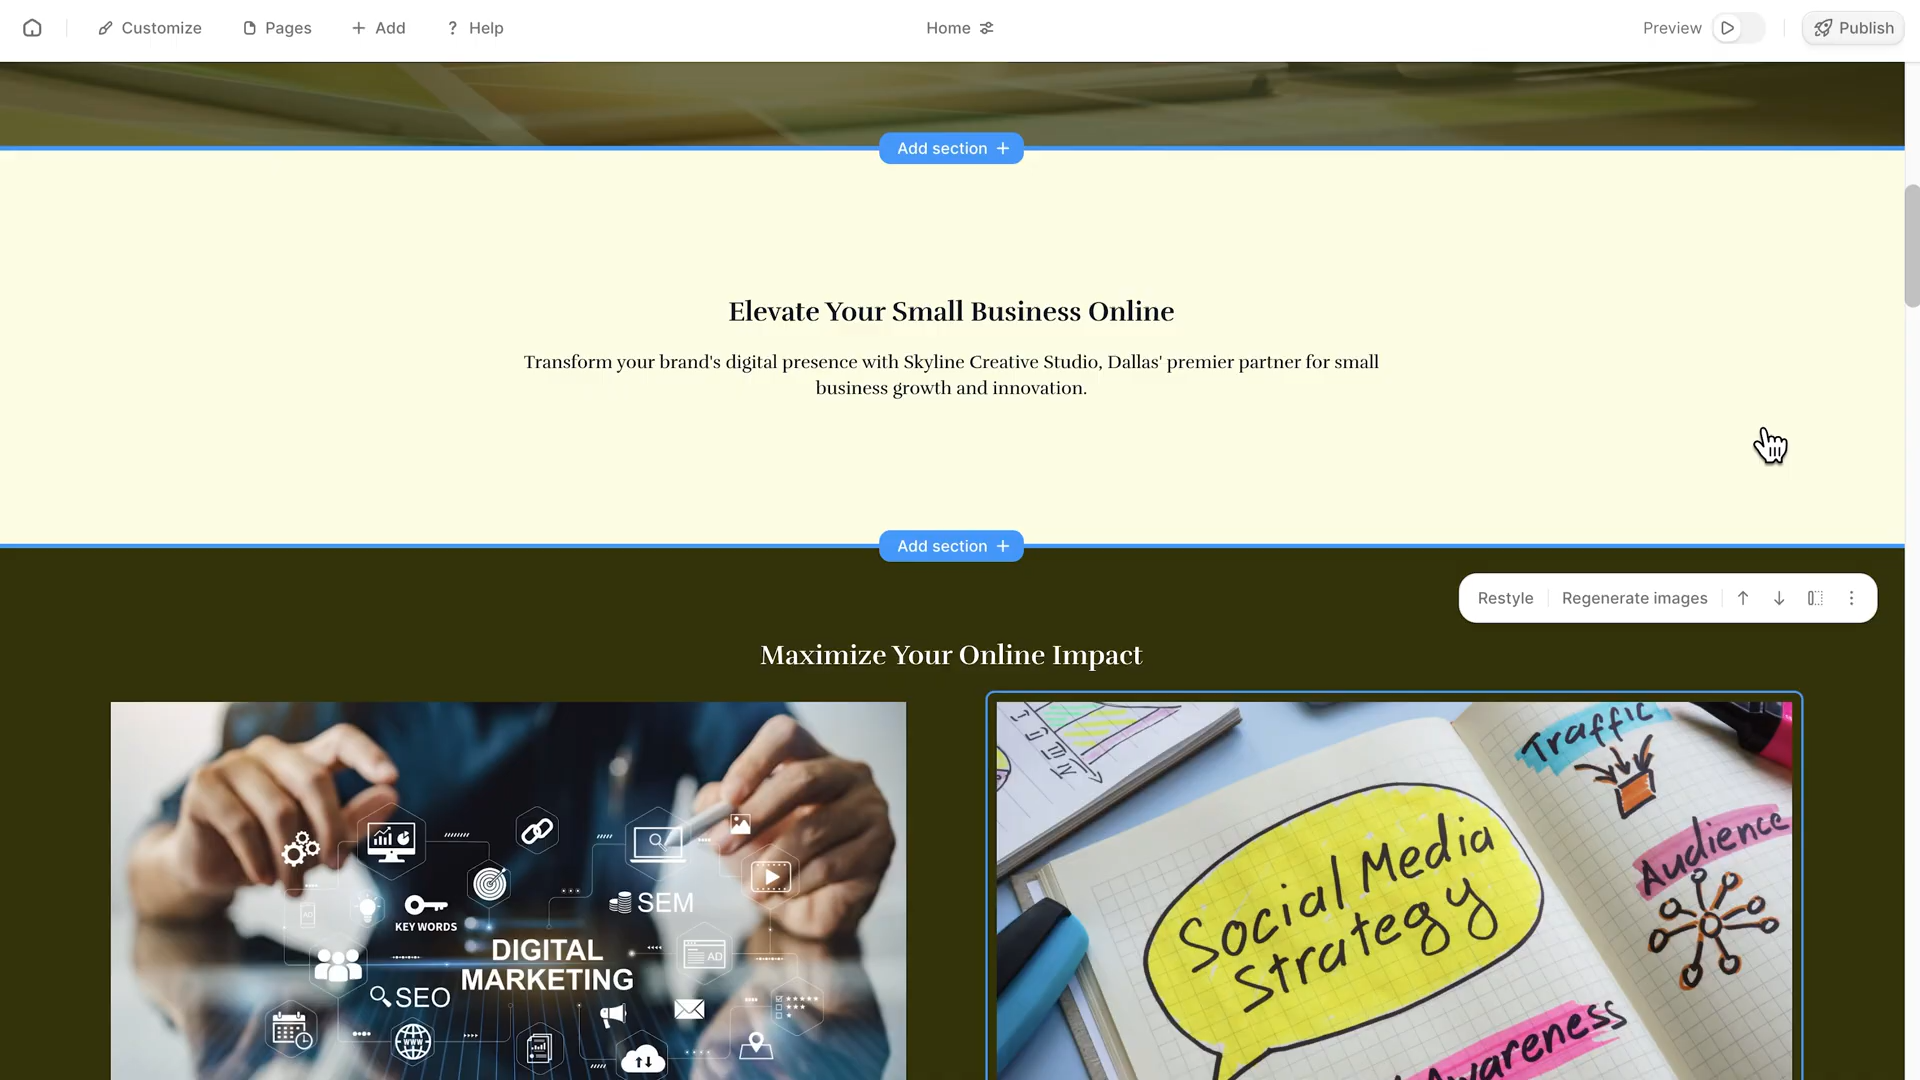 Customize
Pages
Add
? Help
Home
Preview
Publish
Add section +
Elevate Your Small Business Online
Transform your brand's digital presence with Skyline Creative Studio, Dallas' premier partner for small
business growth and innovation.
Add section +
Restyle
Regenerate images
Maximize Your Online Impact
KEY WORDS
SEM
DIGITAL
MARKETING
AD
SEO
WWW
Traffic
Audience
Social Media
Strategy
Awareness